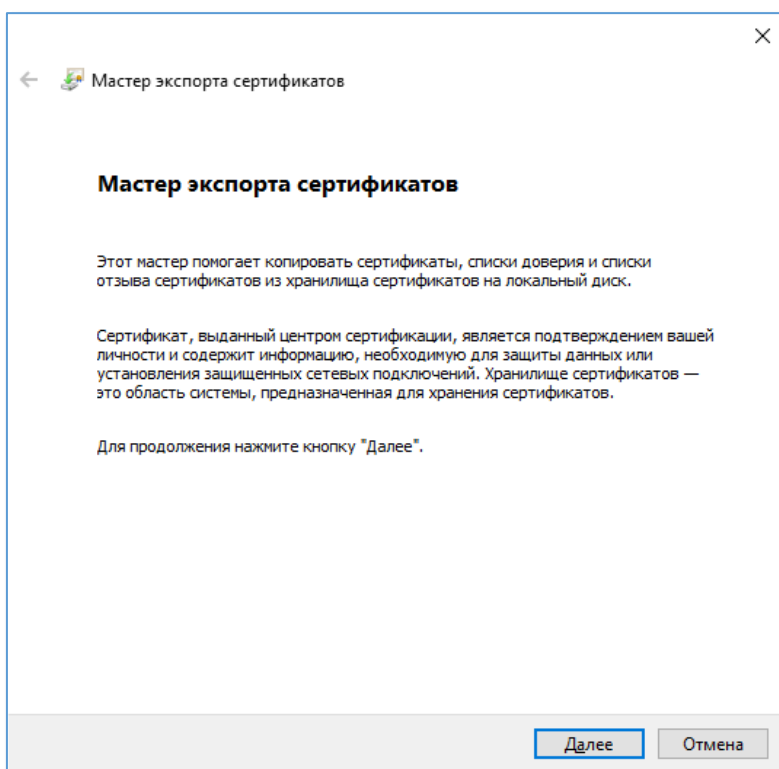 Мастер экспорта сертификатов
Мастер экспорта сертификатов
Этот мастер помогает копировать сертификаты, списки доверия и списки
отзыва сертификатов из хранилища сертификатов на локальный диск.
Сертификат, выданный центром сертификации, является подтверждением вашей
личности и содержит информацию, необходимую для защиты данных или
установления защищенных сетевых подключений. Хранилище сертификатов —
это область системы, предназначенная для хранения сертификатов.
Для продолжения нажмите кнопку "Далее".
Далее Отмена